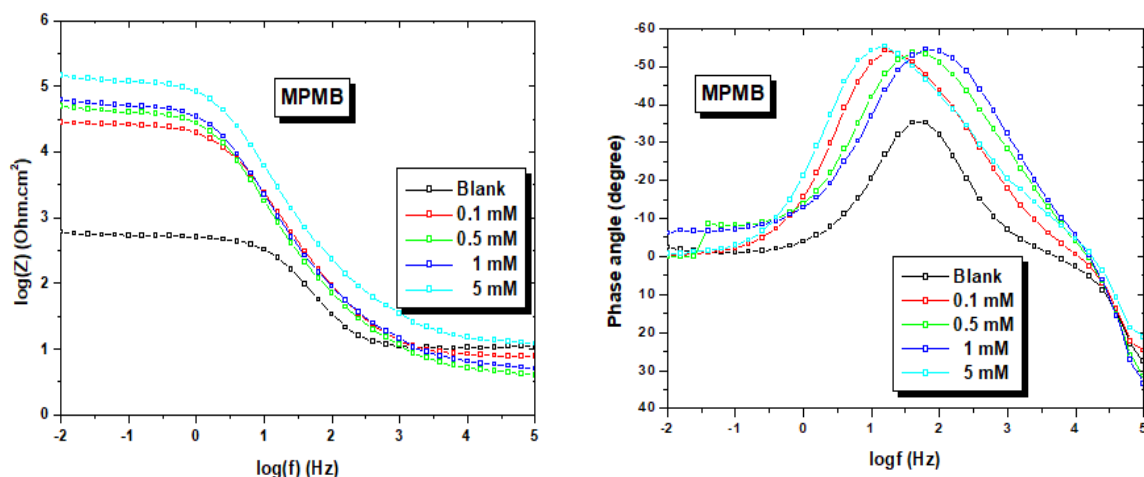 6
5
4
3
2
1
0
log(Z) (Ohm.cm²)
MPMB
Blank
0.1 mM
0.5 mM
1 mM
5 mM
-2 -1 0 1 2 3 4 5
log(f) (Hz)
-60
-50
-40
-30
-20
-10
0
10
20
30
40
Phase angle (degree)
MPMB
Blank
0.1 mM
0.5 mM
1 mM
5 mM
-2 -1 0 1 2 3 4 5
logf (Hz)